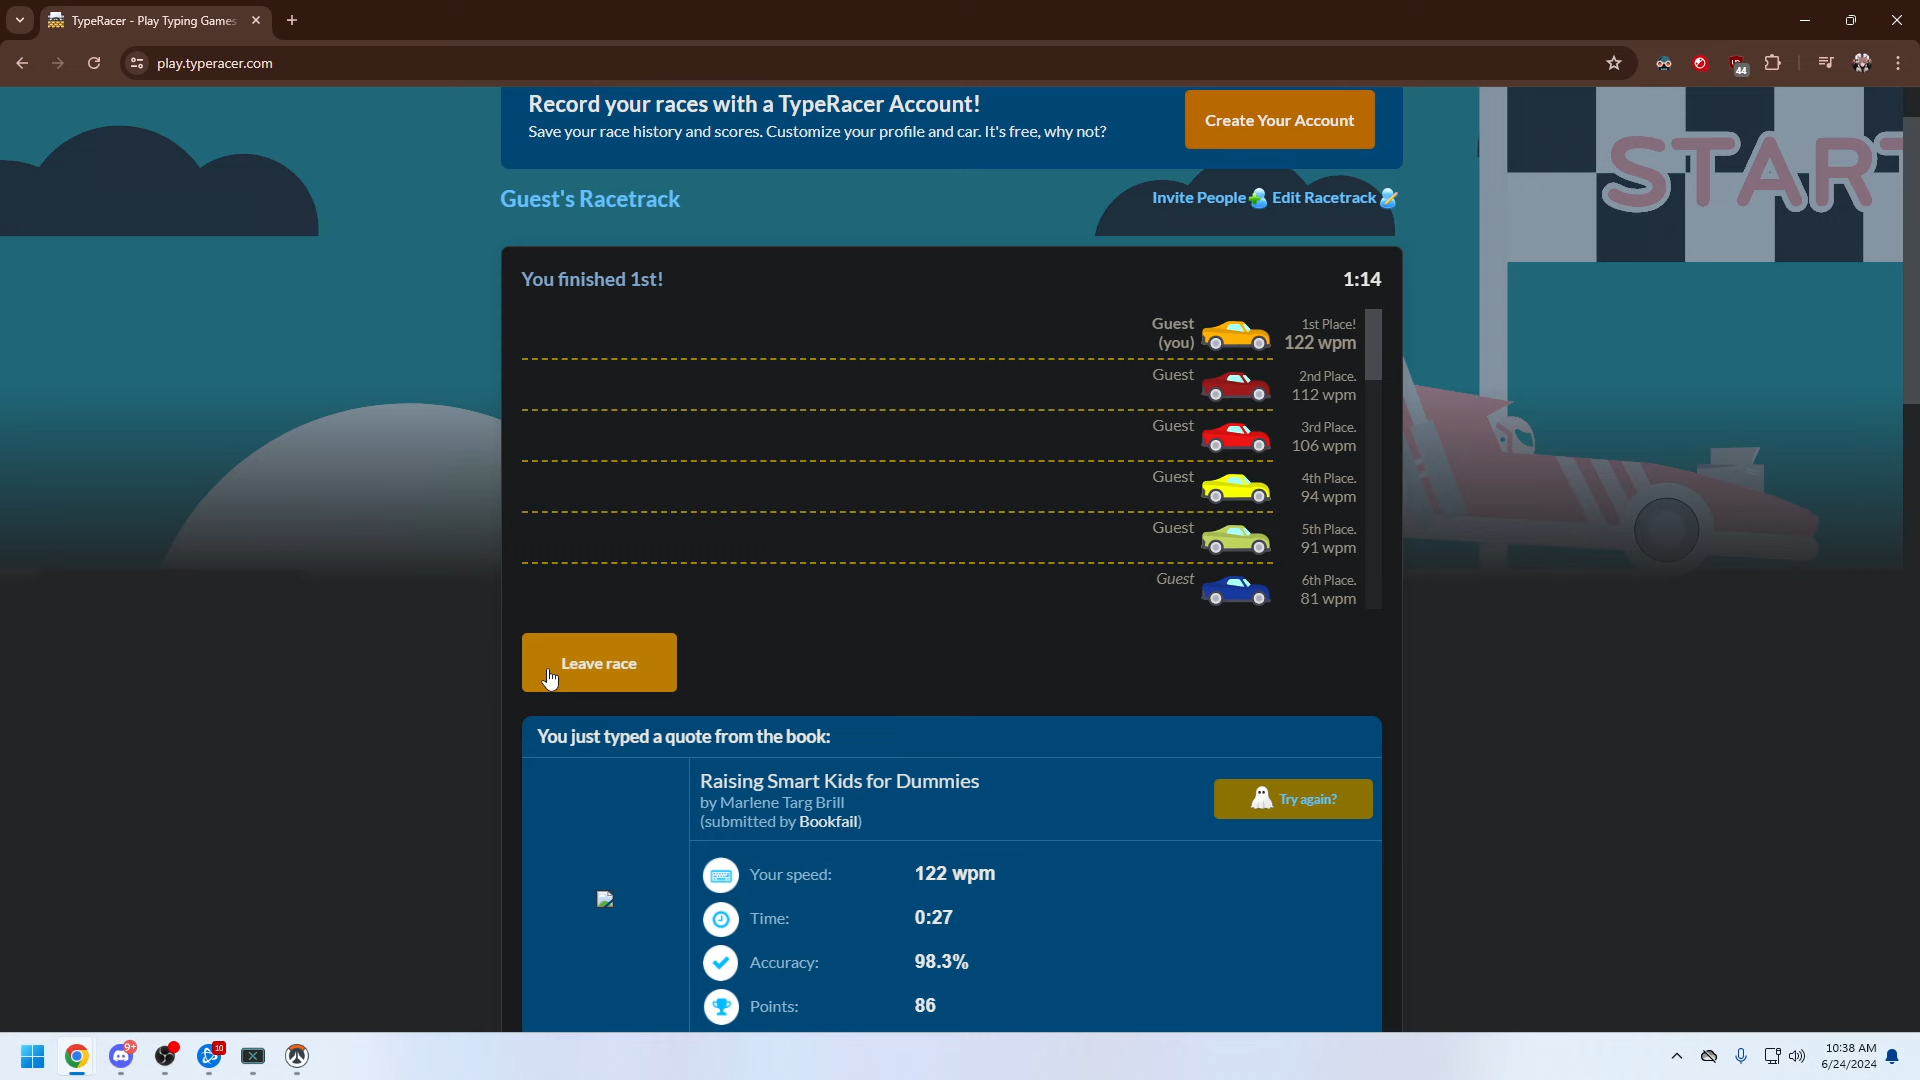 TypeRacer - Play Typing Games
play.typeracer.com
44
Record your races with a TypeRacer Account!
Save your race history and scores. Customize your profile and car. It's free, why not?
Create Your Account
START
Guest's Racetrack
Invite People
Edit Racetrack
You finished 1st!
1:14
Guest
(you)
1st Place!
122 wpm
Guest
2nd Place.
112 wpm
Guest
3rd Place.
106 wpm
Guest
4th Place.
94 wpm
Guest
5th Place.
91 wpm
Guest
6th Place.
81 wpm
Leave race
You just typed a quote from the book:
Raising Smart Kids for Dummies
by Marlene Targ Brill
(submitted by Bookfail)
Try again?
Your speed: 122 wpm
Time: 0:27
Accuracy: 98.3%
Points: 86
9+
10
10:38 AM
6/24/2024